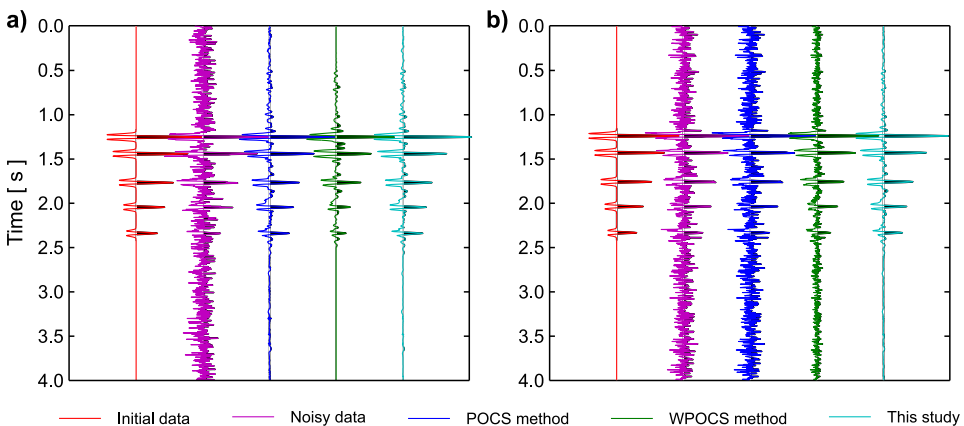 a)
b)
0.0
0.5
1.0
1.5
2.0
2.5
3.0
3.5
4.0
Time [ s ]
0.0
0.5
1.0
1.5
2.0
2.5
3.0
3.5
4.0
Initial data
Noisy data
POCS method
WPOCS method
This study